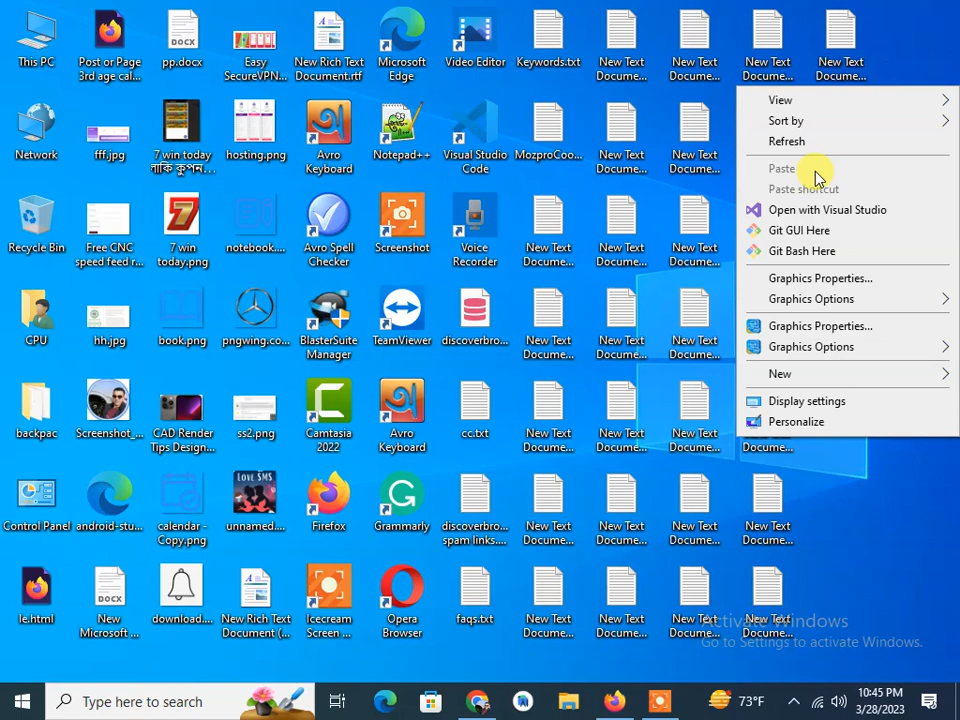 This PC
Post or Page
3rd age cal...
pp.docx
Easy
SecureVPN...
New Rich Text
Document.rtf
Microsoft
Edge
Video Editor
Keywords.txt
New Text
Docume...
New Text
Docume...
New Text
Docume...
New Text
Docume...
Network
fff.jpg
7 win today
বাকি কুপন...
hosting.png
Avro
Keyboard
Notepad++
Visual Studio
Code
MozproCoo...
New Text
Docume...
New Text
Docume...
Recycle Bin
Free CNC
speed feed r...
7 win
today.png
notebook....
Avro Spell
Checker
Screenshot
Voice
Recorder
New Text
Docume...
New Text
Docume...
New Text
Docume...
CPU
hh.jpg
book.png
pngwing.co...
BlasterSuite
Manager
TeamViewer
discoverbro...
New Text
Docume...
New Text
Docume...
New Text
Docume...
backpac
Screenshot_...
CAD Render
Tips Design...
ss2.png
Camtasia
2022
Avro
Keyboard
cc.txt
New Text
Docume...
New Text
Docume...
New Text
Docume...
Docume...
Control Panel
android-stu...
calendar -
Copy.png
LOVE SMS
unnamed....
Firefox
Grammarly
discoverbro...
spam links....
New Text
Docume...
New Text
Docume...
New Text
Docume...
New Text
Docume...
le.html
New
Microsoft ...
download....
New Rich Text
Document (...
Icecream
Screen ...
Opera
Browser
faqs.txt
New Text
Docume...
New Text
Docume...
New Text
Docume...
New Text
Docume...
View
Sort by
Refresh
Paste
Paste shortcut
Open with Visual Studio
Git GUI Here
Git Bash Here
Graphics Properties...
Graphics Options
Graphics Properties...
Graphics Options
New
Display settings
Personalize
Activate Windows
Go to Settings to activate Windows.
Type here to search
73°F
10:45 PM
3/28/2023